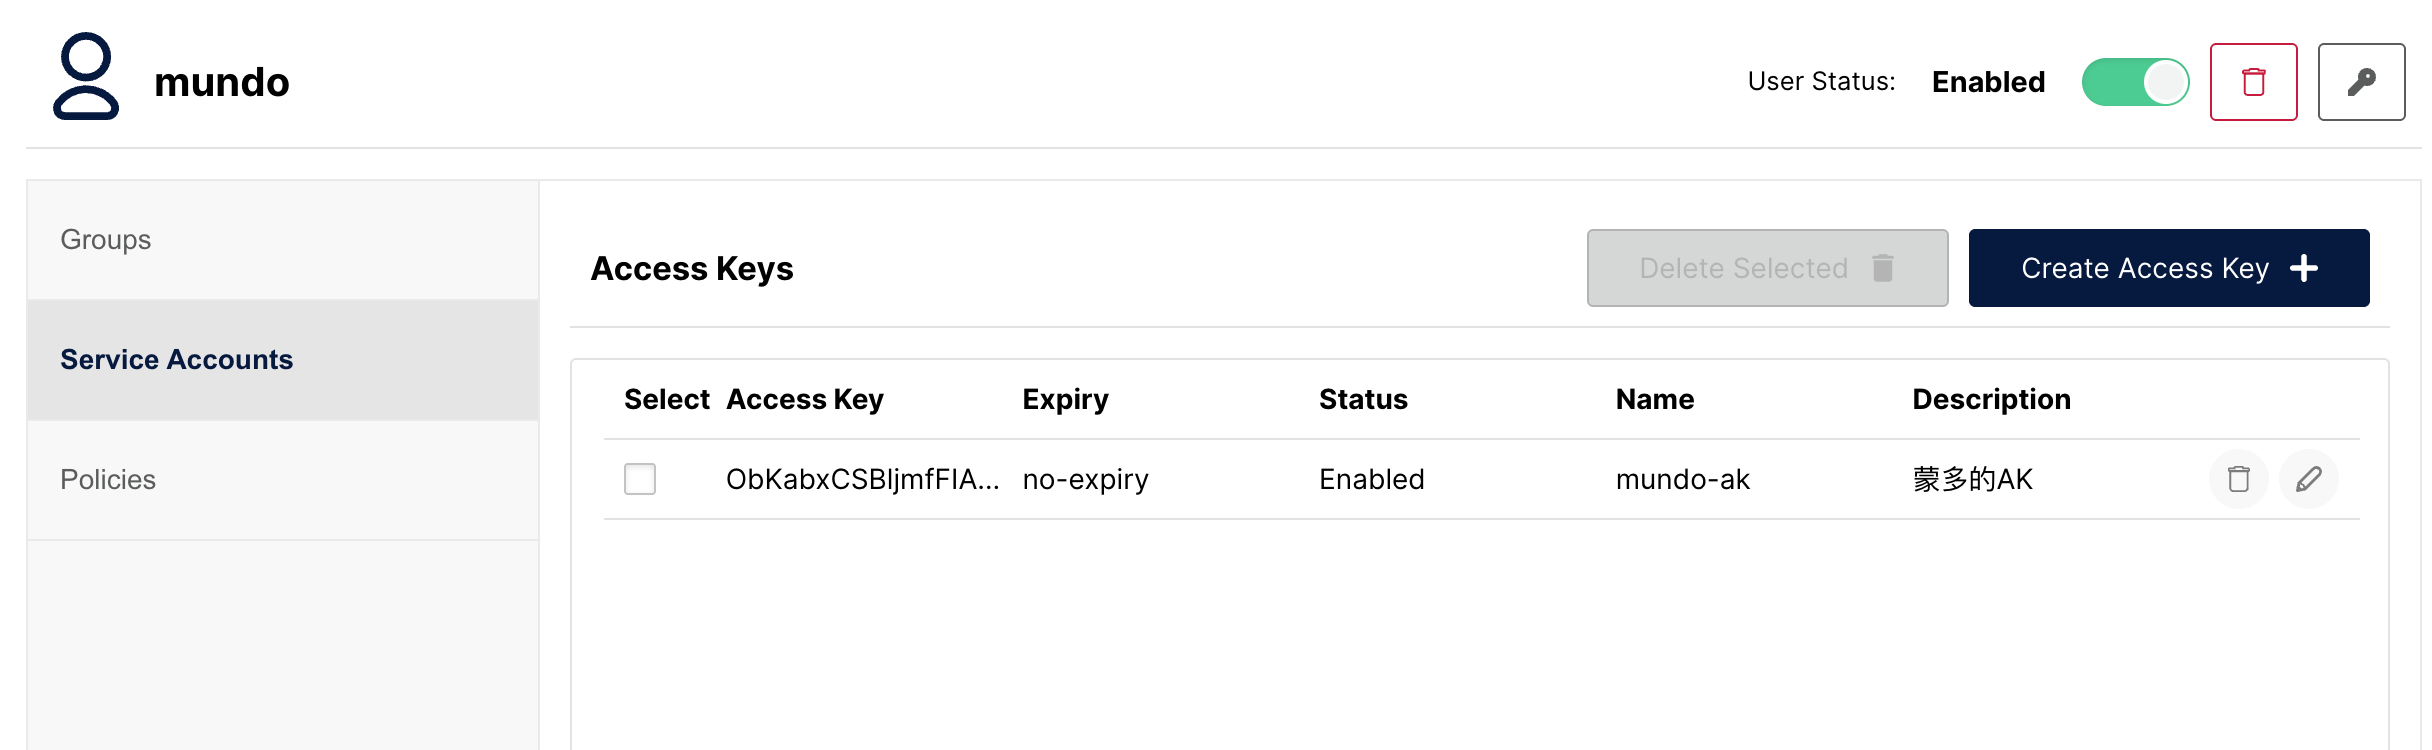 mundo
User Status: Enabled
Groups
Service Accounts
Policies
Access Keys
Delete Selected
Create Access Key
Select Access Key Expiry Status Name Description
ObKabxCSBljmfFIA... no-expiry Enabled mundo-ak 蒙多的AK